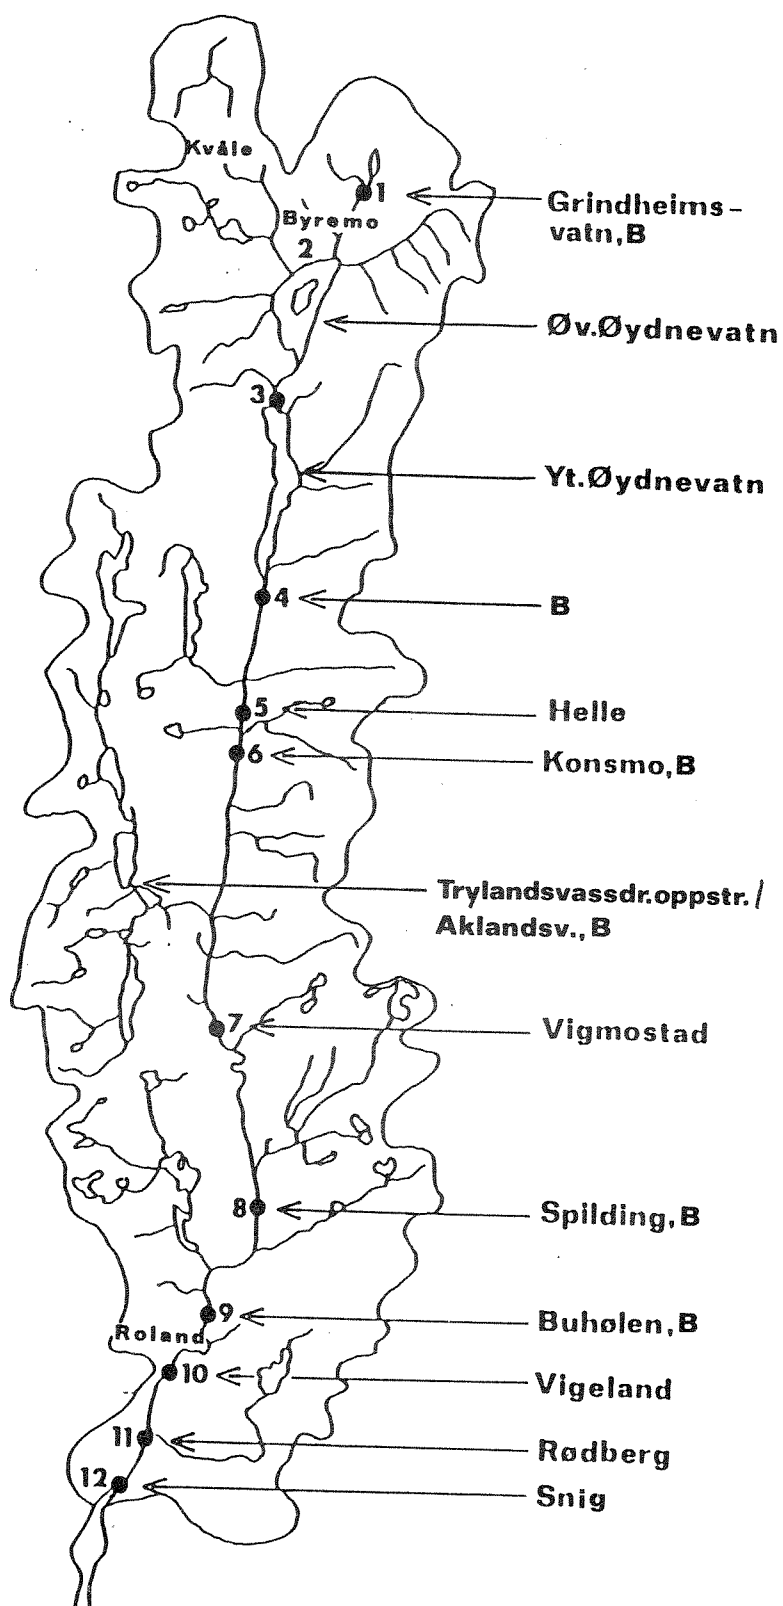 Kvåle
1
Grindheims-
vatn, B
Byremo
2
Øv. Øydnevatn
3
Yt. Øydnevatn
4
B
5
Helle
6
Konsmo, B
Trylandsvassdr. oppstr. /
Aklandsv., B
7
Vigmostad
8
Spilding, B
9
Buhølen, B
Roland
10
Vigeland
11
Rødberg
12
Snig